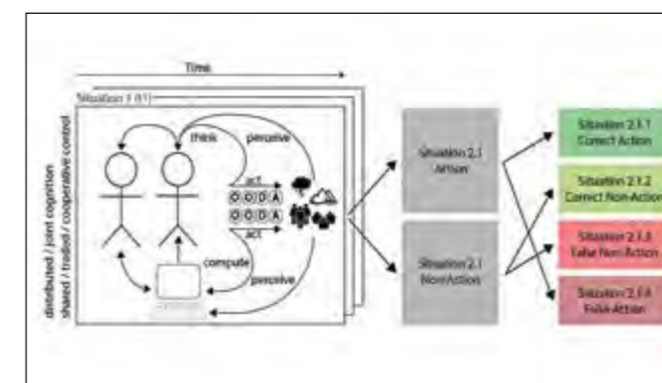 Time
Situation 1 (t1)
distributed / joint cognition
shared / traded / cooperative control
think
perceive
act
O O D A
O O D A
act
compute
perceive
Situation 2.1
Action
Situation 2.1
Non-Action
Situation 2.1.1
Correct Action
Situation 2.1.2
Correct Non-Action
Situation 2.1.3
False Non-Action
Situation 2.1.4
False Action